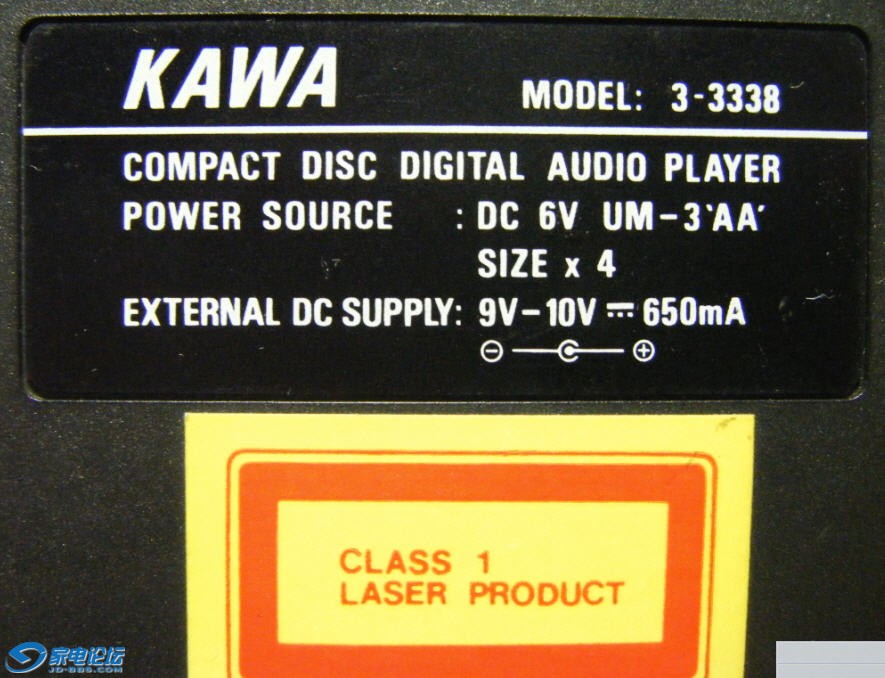 KAWA
MODEL: 3-3338
COMPACT DISC DIGITAL AUDIO PLAYER
POWER SOURCE : DC 6V UM-3‵AA′
SIZE x 4
EXTERNAL DC SUPPLY: 9V-10V ⎓ 650mA
CLASS 1
LASER PRODUCT
家电论坛
JD-BBS.COM